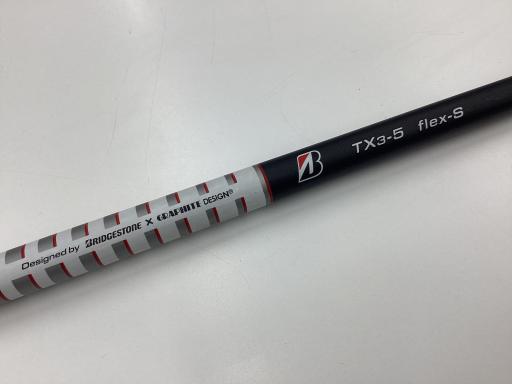 TX3-5 flex-S
Designed by BRIDGESTONE X GRAPHITE DESIGN®